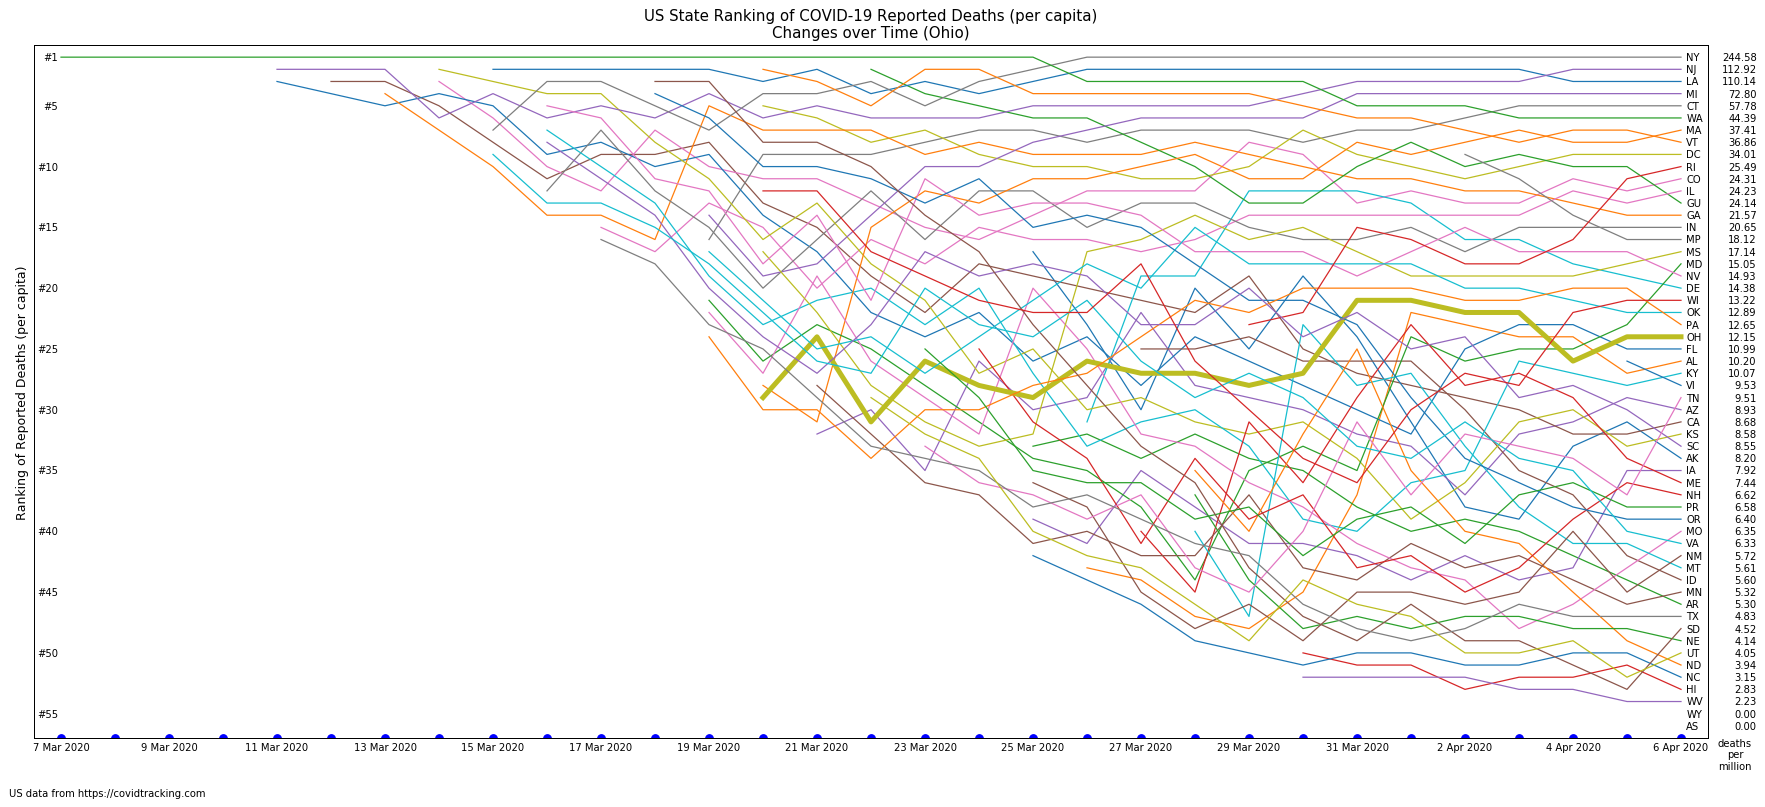 US State Ranking of COVID-19 Reported Deaths (per capita)
Changes over Time (Ohio)
Ranking of Reported Deaths (per capita)
#1
#5
#10
#15
#20
#25
#30
#35
#40
#45
#50
#55
NY 244.58
NJ 112.92
LA 110.14
MI 72.80
CT 57.78
WA 44.39
MA 37.41
VT 36.86
DC 34.01
RI 25.49
CO 24.31
IL 24.23
GU 24.14
GA 21.57
IN 20.65
MP 18.12
MS 17.14
MD 15.05
NV 14.93
DE 14.38
WI 13.22
OK 12.89
PA 12.65
OH 12.15
FL 10.99
AL 10.20
KY 10.07
VI 9.53
TN 9.51
AZ 8.93
CA 8.68
KS 8.58
SC 8.55
AK 8.20
IA 7.92
ME 7.44
NH 6.62
PR 6.58
OR 6.40
MO 6.35
VA 6.33
NM 5.72
MT 5.61
ID 5.60
MN 5.32
AR 5.30
TX 4.83
SD 4.52
NE 4.14
UT 4.05
ND 3.94
NC 3.15
HI 2.83
WV 2.23
WY 0.00
AS 0.00
7 Mar 2020 9 Mar 2020 11 Mar 2020 13 Mar 2020 15 Mar 2020 17 Mar 2020 19 Mar 2020 21 Mar 2020 23 Mar 2020 25 Mar 2020 27 Mar 2020 29 Mar 2020 31 Mar 2020 2 Apr 2020 4 Apr 2020 6 Apr 2020
deaths
per
million
US data from https://covidtracking.com